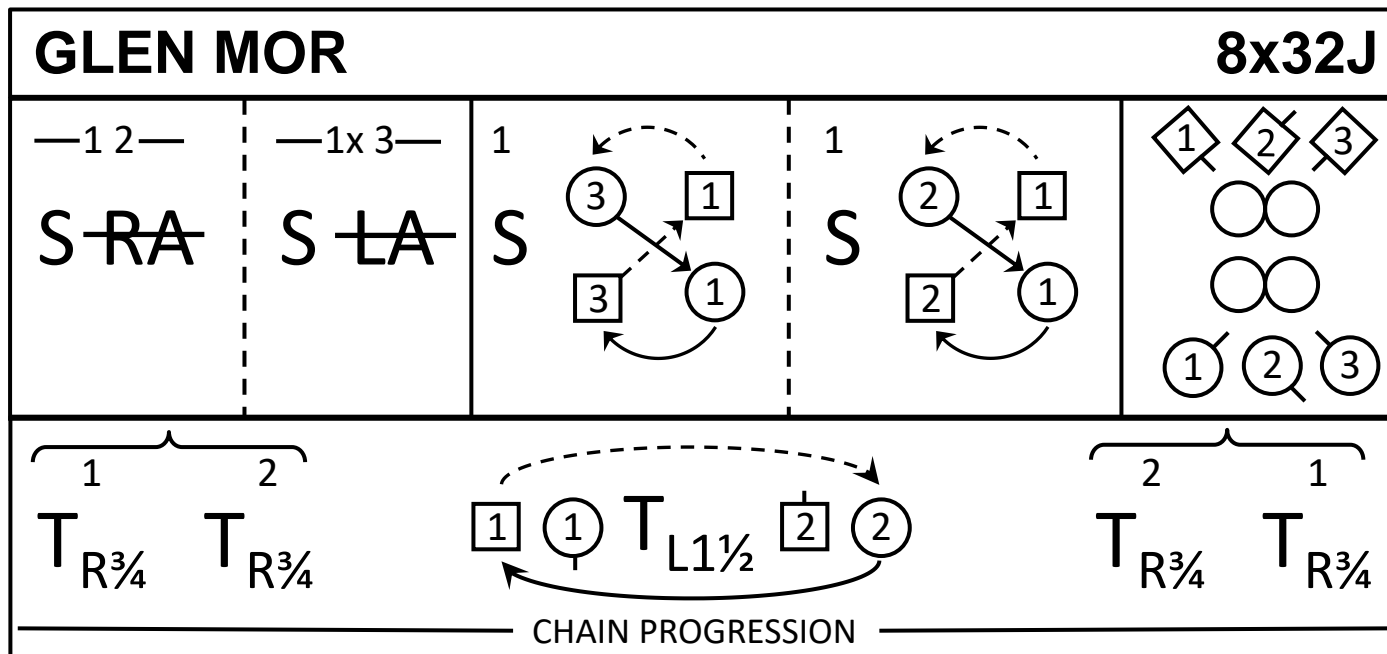 GLEN MOR 8x32J
1 2
1x 3
1
1
S RA
S LA
S
3 1
3 1
S
2 1
2 1
1 2 3
1 2 3
1 2
T R¾ T R¾
1 1 T L1½ 2 2
2 1
T R¾ T R¾
CHAIN PROGRESSION